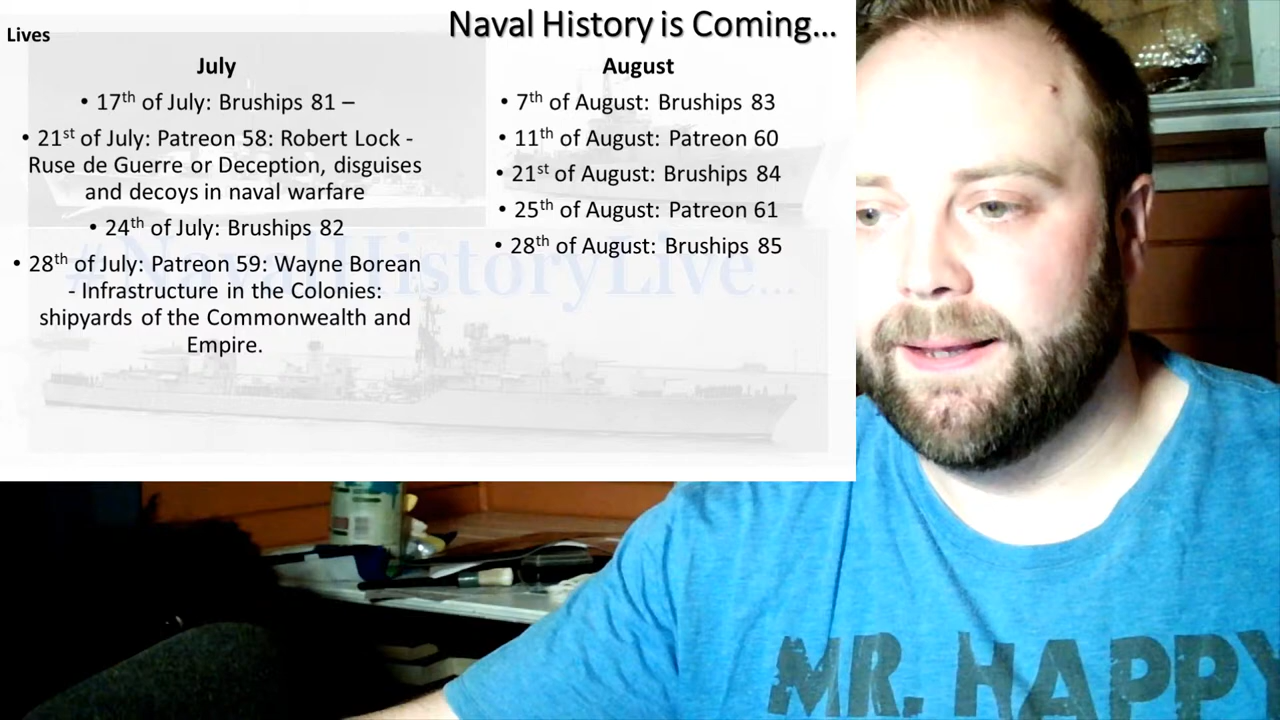 Lives
Naval History is Coming…
July
• 17th of July: Bruships 81 –
• 21st of July: Patreon 58: Robert Lock -
Ruse de Guerre or Deception, disguises
and decoys in naval warfare
• 24th of July: Bruships 82
• 28th of July: Patreon 59: Wayne Borean
- Infrastructure in the Colonies:
shipyards of the Commonwealth and
Empire.
August
• 7th of August: Bruships 83
• 11th of August: Patreon 60
• 21st of August: Bruships 84
• 25th of August: Patreon 61
• 28th of August: Bruships 85
#NavalHistoryLive...
MR. HAPPY